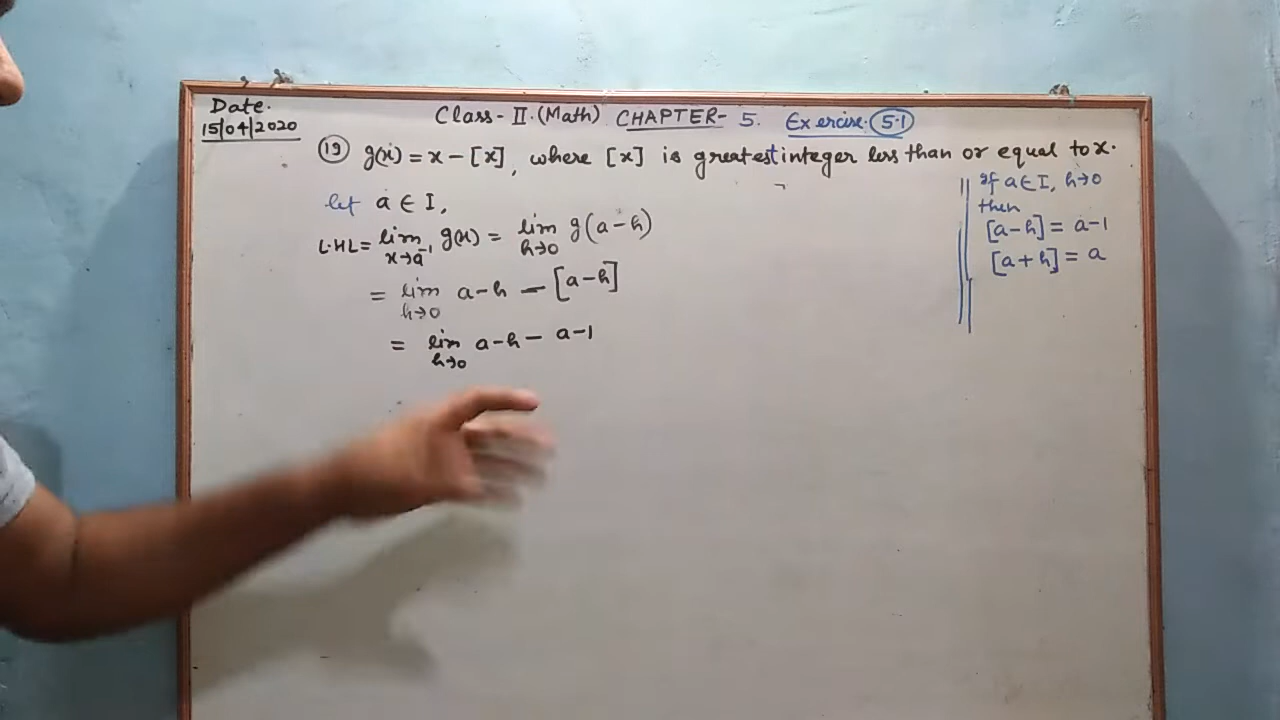 Date.
15/04/2020
Class-II. (Math) CHAPTER- 5. Exercise. 5.1
19 g(x) = x - [x], where [x] is greatest integer less than or equal to x.
let a ∈ I,
L.HL = lim x→a⁻ g(x) = lim h→0 g(a-h)
= lim h→0 a-h - [a-h]
= lim h→0 a-h - a-1
If a ∈ I, h→0
then
[a-h] = a-1
[a+h] = a